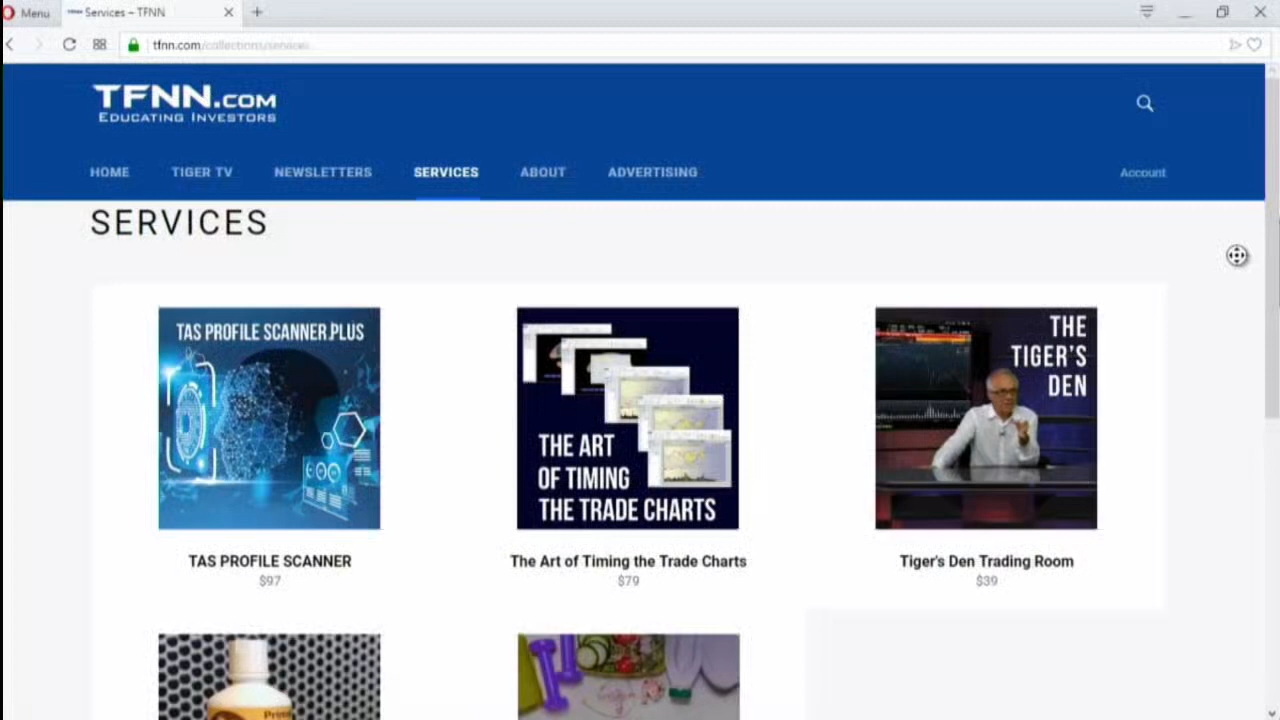 Menu
Services – TFNN
tfnn.com/collections/services
TFNN.COM
EDUCATING INVESTORS
HOME
TIGER TV
NEWSLETTERS
SERVICES
ABOUT
ADVERTISING
Account
SERVICES
TAS PROFILE SCANNER PLUS
THE ART
OF TIMING
THE TRADE CHARTS
THE
TIGER'S
DEN
TAS PROFILE SCANNER
$97
The Art of Timing the Trade Charts
$79
Tiger's Den Trading Room
$39